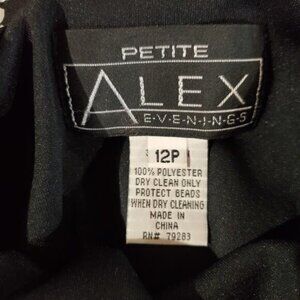 PETITE
ALEX
E-V-E-N-I-N-G-S
12P
100% POLYESTER
DRY CLEAN ONLY
PROTECT BEADS
WHEN DRY CLEANING
MADE IN
CHINA
RN# 79283